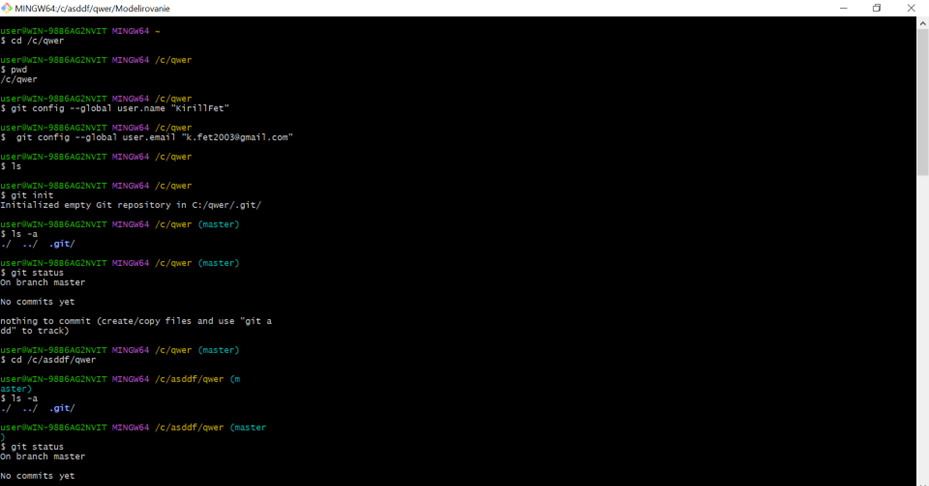 MINGW64:/c/asddf/qwer/Modelirovanie
user@WIN-9886AG2NVIT MINGW64 ~
$ cd /c/qwer
user@WIN-9886AG2NVIT MINGW64 /c/qwer
$ pwd
/c/qwer
user@WIN-9886AG2NVIT MINGW64 /c/qwer
$ git config --global user.name "KirillFet"
user@WIN-9886AG2NVIT MINGW64 /c/qwer
$  git config --global user.email "k.fet2003@gmail.com"
user@WIN-9886AG2NVIT MINGW64 /c/qwer
$ ls
user@WIN-9886AG2NVIT MINGW64 /c/qwer
$ git init
Initialized empty Git repository in C:/qwer/.git/
user@WIN-9886AG2NVIT MINGW64 /c/qwer (master)
$ ls -a
./  ../  .git/
user@WIN-9886AG2NVIT MINGW64 /c/qwer (master)
$ git status
On branch master
No commits yet
nothing to commit (create/copy files and use "git a
dd" to track)
user@WIN-9886AG2NVIT MINGW64 /c/qwer (master)
$ cd /c/asddf/qwer
user@WIN-9886AG2NVIT MINGW64 /c/asddf/qwer (m
aster)
$ ls -a
./  ../  .git/
user@WIN-9886AG2NVIT MINGW64 /c/asddf/qwer (master
)
$ git status
On branch master
No commits yet